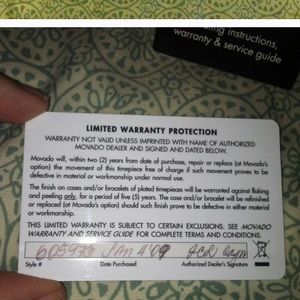 ing instructions,
warranty & service guide
LIMITED WARRANTY PROTECTION
WARRANTY NOT VALID UNLESS IMPRINTED WITH NAME OF AUTHORIZED
MOVADO DEALER AND SIGNED AND DATED BELOW.
Movado will, within two (2) years from date of purchase, repair or replace (at Movado's
option) the movement of this timepiece free of charge if such movement proves to be
defective in material or workmanship under normal use.
The finish on cases and/or bracelets of plated timepieces will be warranted against flaking
and peeling only, for a period of five (5) years. The case and/or bracelet will be refinished
or replaced (at Movado's option) should such finish prove to be defective in either material
or workmanship.
THIS LIMITED WARRANTY IS SUBJECT TO CERTAIN EXCLUSIONS. SEE MOVADO
WARRANTY AND SERVICE GUIDE FOR COMPLETE TERMS AND CONDITIONS.
605973 JAN 4'09
Style # Date Purchased Authorized Dealer's Signature